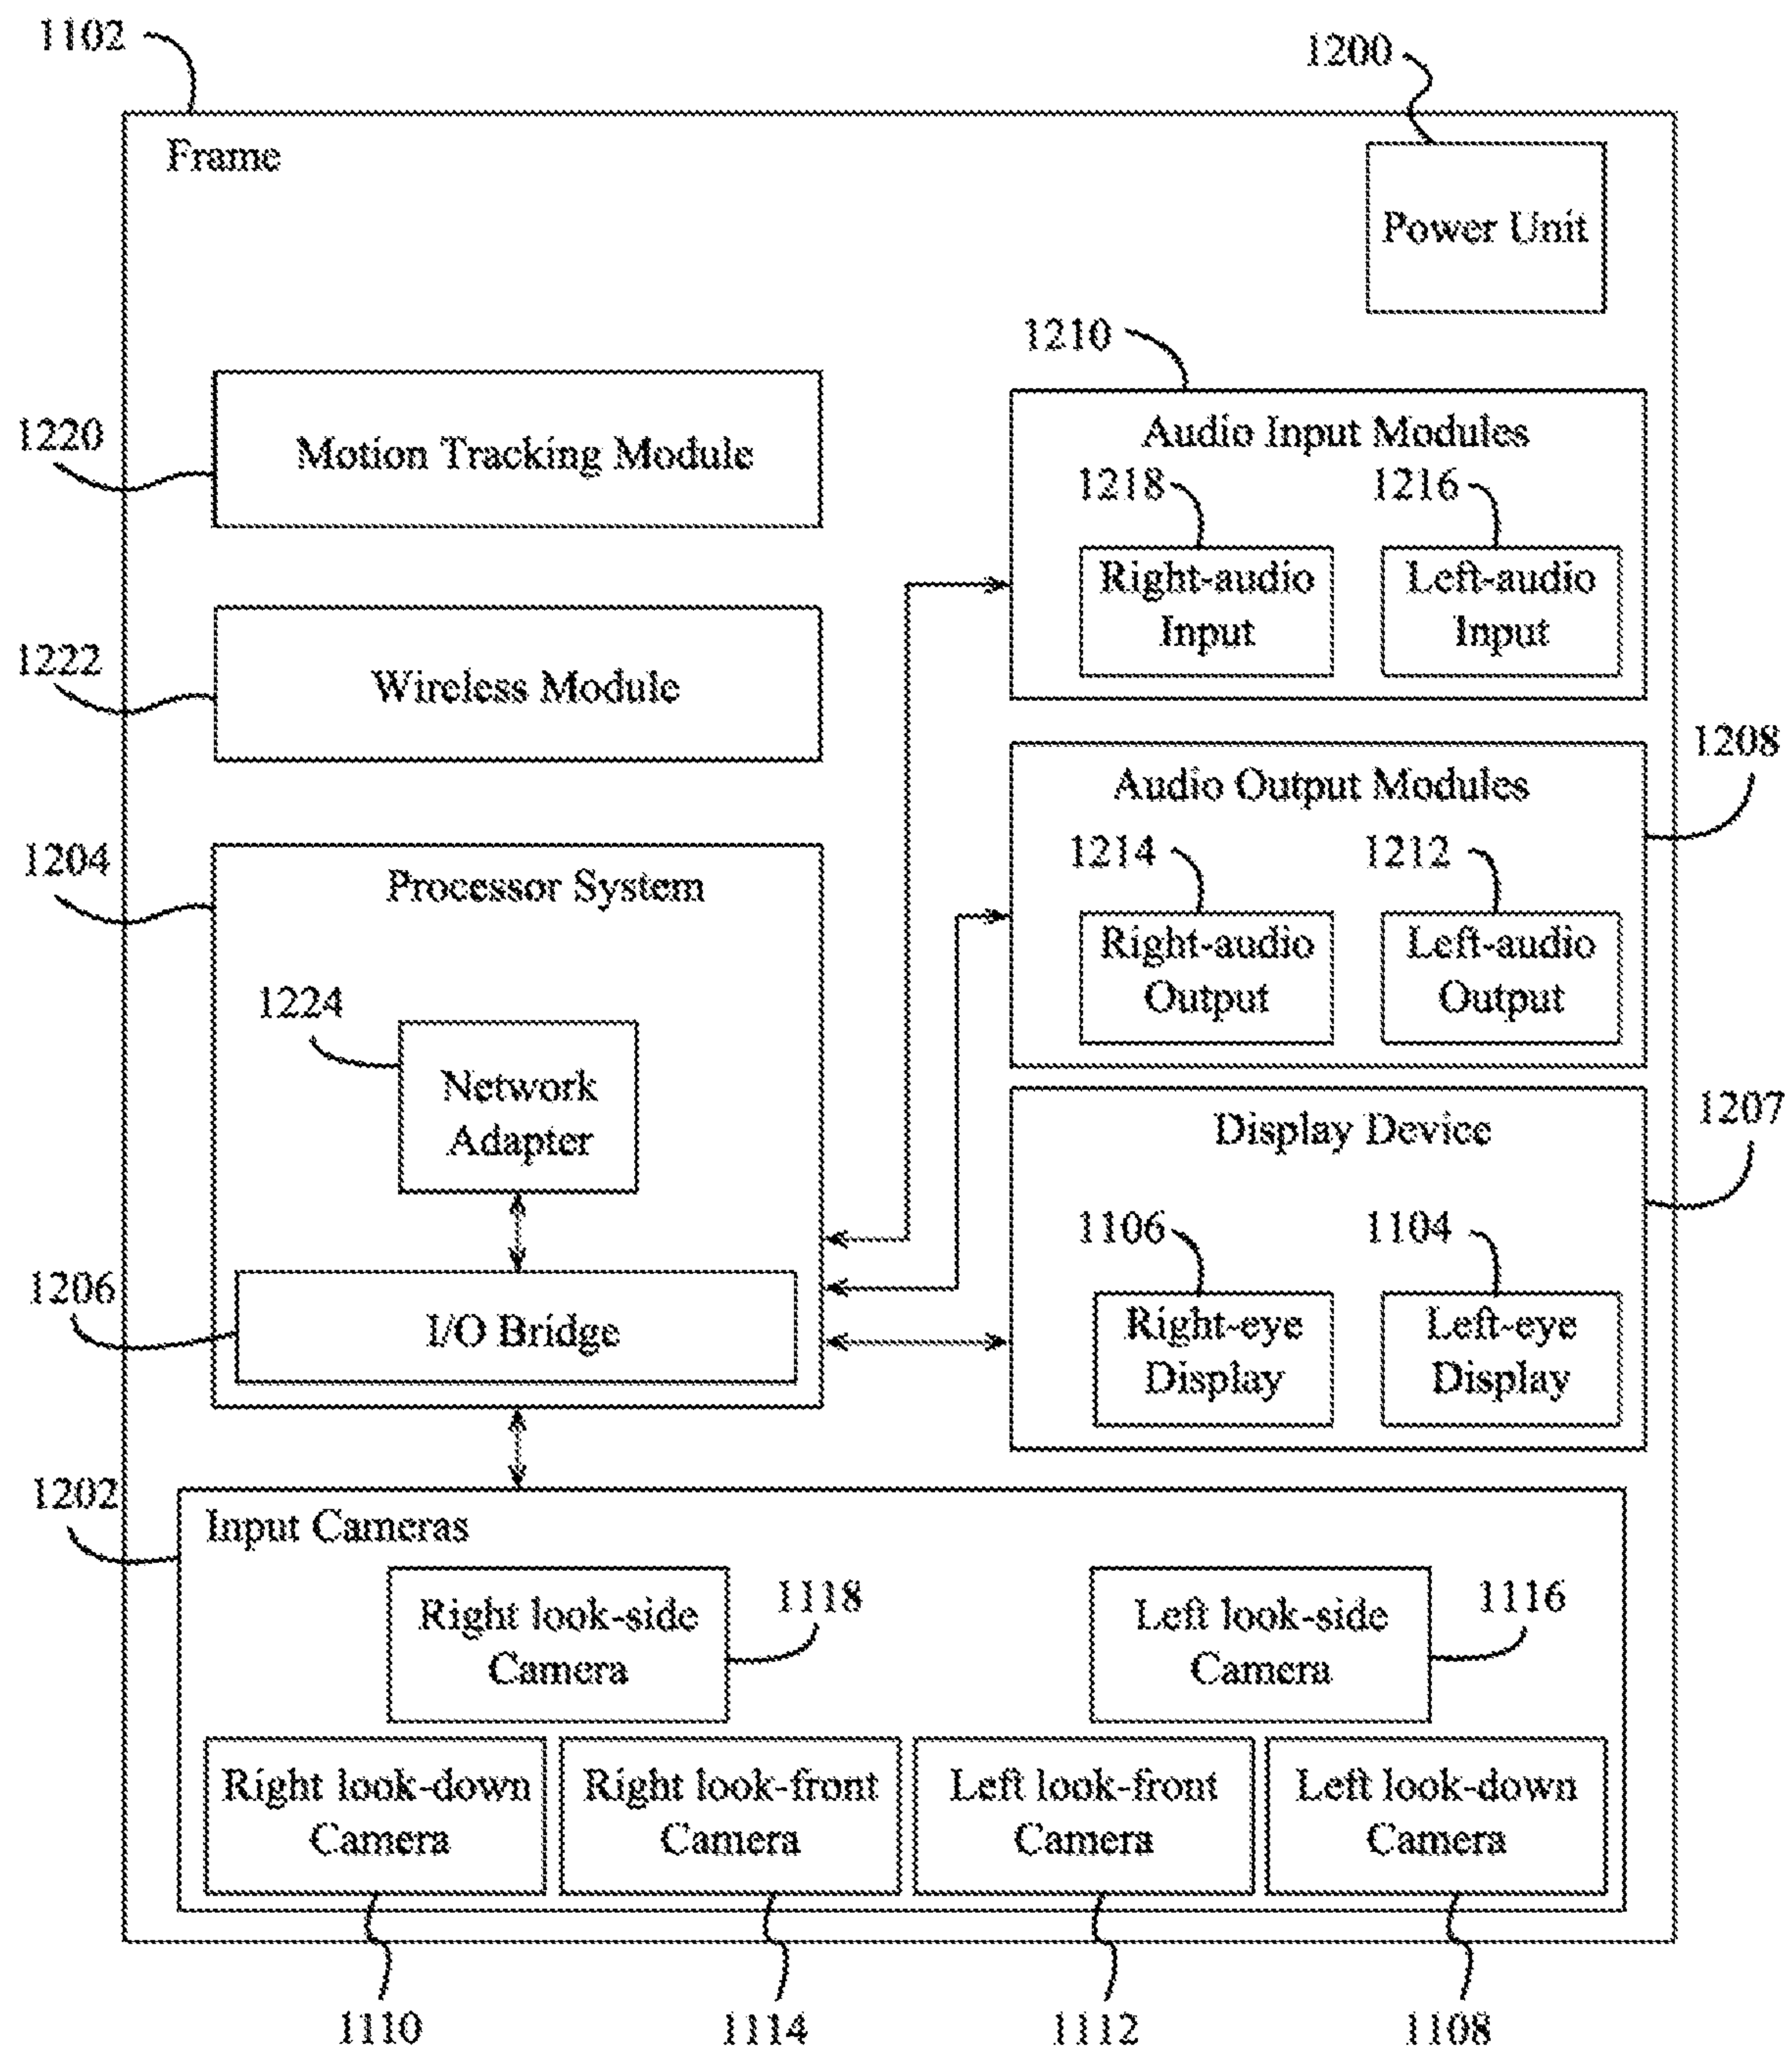 1102
1200
Frame
Power Unit
1210
1220
Motion Tracking Module
Audio Input Modules
1218
1216
Right-audio
Input
Left-audio
Input
1222
Wireless Module
1208
Audio Output Modules
1214
1212
Right-audio
Output
Left-audio
Output
1204
Processor System
1224
Network
Adapter
1207
Display Device
1106
1104
Right-eye
Display
Left-eye
Display
1206
I/O Bridge
1202
Input Cameras
Right look-side
Camera
1118
Left look-side
Camera
1116
Right look-down
Camera
Right look-front
Camera
Left look-front
Camera
Left look-down
Camera
1110
1114
1112
1108